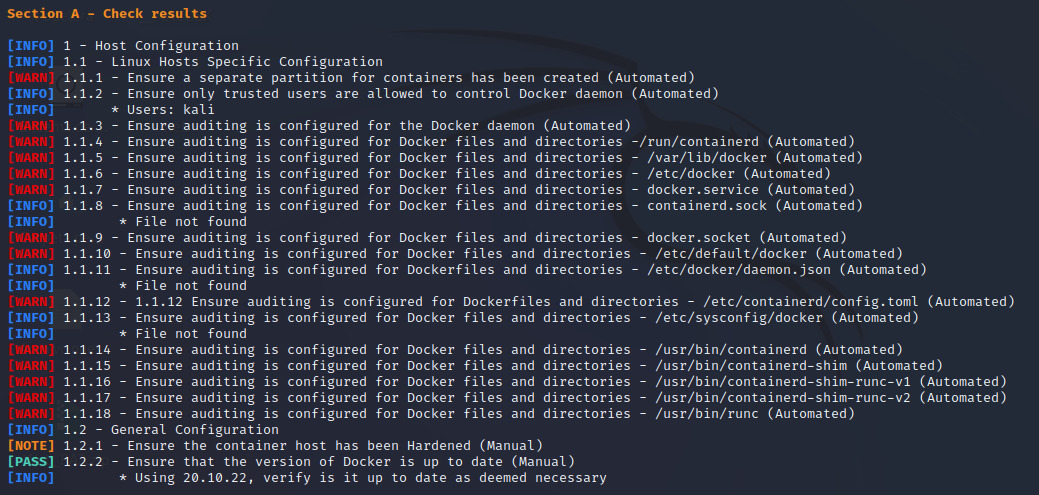 Section A - Check results
[INFO] 1 - Host Configuration
[INFO] 1.1 - Linux Hosts Specific Configuration
[WARN] 1.1.1 - Ensure a separate partition for containers has been created (Automated)
[INFO] 1.1.2 - Ensure only trusted users are allowed to control Docker daemon (Automated)
[INFO]       * Users: kali
[WARN] 1.1.3 - Ensure auditing is configured for the Docker daemon (Automated)
[WARN] 1.1.4 - Ensure auditing is configured for Docker files and directories -/run/containerd (Automated)
[WARN] 1.1.5 - Ensure auditing is configured for Docker files and directories - /var/lib/docker (Automated)
[WARN] 1.1.6 - Ensure auditing is configured for Docker files and directories - /etc/docker (Automated)
[WARN] 1.1.7 - Ensure auditing is configured for Docker files and directories - docker.service (Automated)
[INFO] 1.1.8 - Ensure auditing is configured for Docker files and directories - containerd.sock (Automated)
[INFO]        * File not found
[WARN] 1.1.9 - Ensure auditing is configured for Docker files and directories - docker.socket (Automated)
[WARN] 1.1.10 - Ensure auditing is configured for Docker files and directories - /etc/default/docker (Automated)
[INFO] 1.1.11 - Ensure auditing is configured for Dockerfiles and directories - /etc/docker/daemon.json (Automated)
[INFO]        * File not found
[WARN] 1.1.12 - 1.1.12 Ensure auditing is configured for Dockerfiles and directories - /etc/containerd/config.toml (Automated)
[INFO] 1.1.13 - Ensure auditing is configured for Docker files and directories - /etc/sysconfig/docker (Automated)
[INFO]        * File not found
[WARN] 1.1.14 - Ensure auditing is configured for Docker files and directories - /usr/bin/containerd (Automated)
[WARN] 1.1.15 - Ensure auditing is configured for Docker files and directories - /usr/bin/containerd-shim (Automated)
[WARN] 1.1.16 - Ensure auditing is configured for Docker files and directories - /usr/bin/containerd-shim-runc-v1 (Automated)
[WARN] 1.1.17 - Ensure auditing is configured for Docker files and directories - /usr/bin/containerd-shim-runc-v2 (Automated)
[WARN] 1.1.18 - Ensure auditing is configured for Docker files and directories - /usr/bin/runc (Automated)
[INFO] 1.2 - General Configuration
[NOTE] 1.2.1 - Ensure the container host has been Hardened (Manual)
[PASS] 1.2.2 - Ensure that the version of Docker is up to date (Manual)
[INFO]        * Using 20.10.22, verify is it up to date as deemed necessary